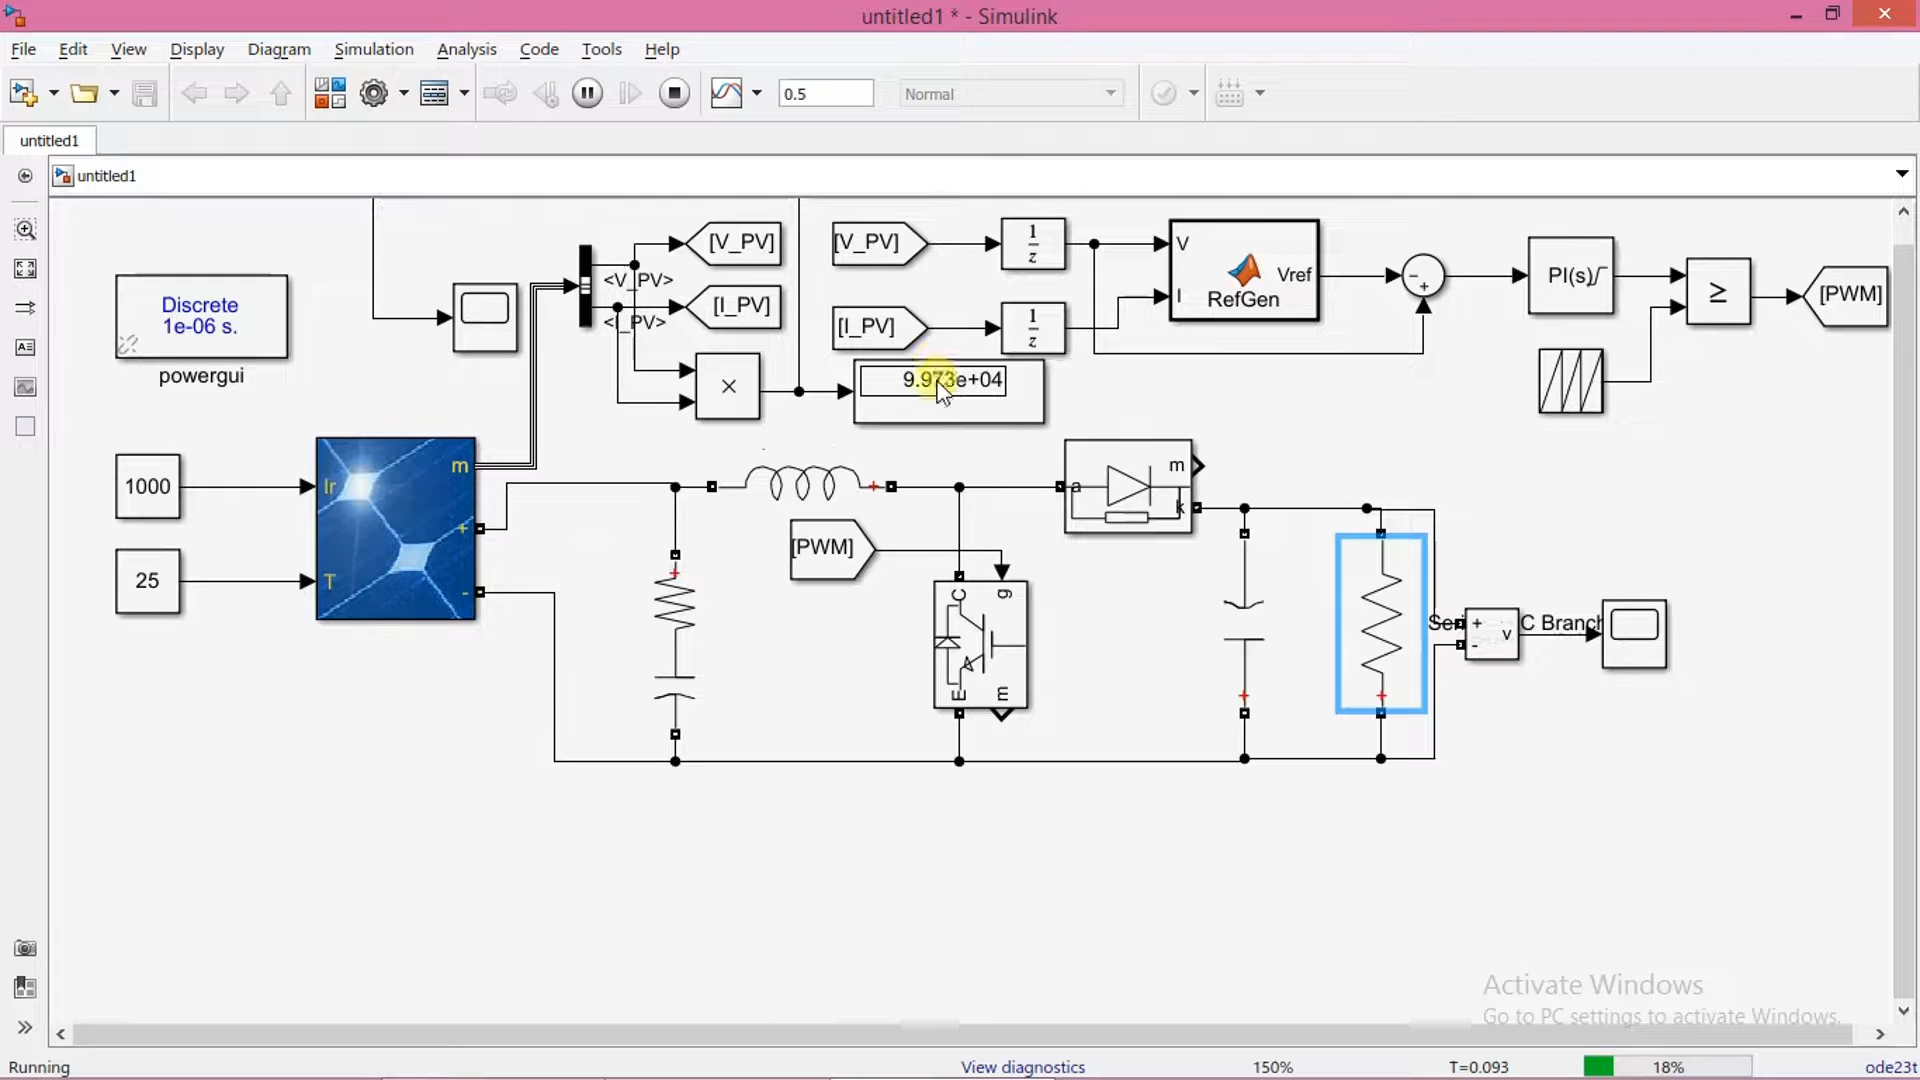 untitled1 * - Simulink
File Edit View Display Diagram Simulation Analysis Code Tools Help
0.5 Normal
untitled1
untitled1
[V_PV] [V_PV] 1 z V RefGen Vref I − + PI(s) ≥ [PWM]
<V_PV>
[I_PV] [I_PV] 1 z
<I_PV>
Discrete
1e-06 s.
powergui
× 9.973e+04
1000 Ir m + m a k
25 T - [PWM] C g E m
+ - v C Branch
Activate Windows
Go to PC settings to activate Windows.
Running View diagnostics 150% T=0.093 18% ode23t